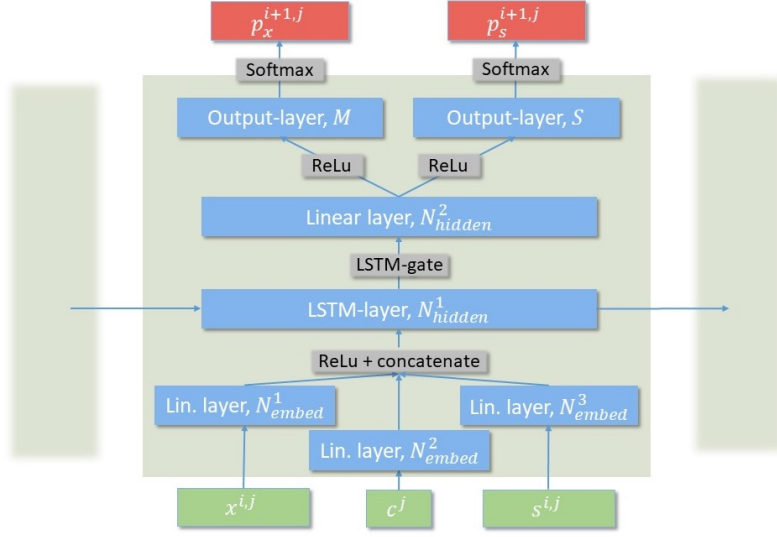 $p_x^{i+1,j}$ $p_s^{i+1,j}$
Softmax Softmax
Output-layer, $M$ Output-layer, $S$
ReLu ReLu
Linear layer, $N_{hidden}^2$
LSTM-gate
LSTM-layer, $N_{hidden}^1$
ReLu + concatenate
Lin. layer, $N_{embed}^1$ Lin. layer, $N_{embed}^3$
Lin. layer, $N_{embed}^2$
$x^{i,j}$ $c^j$ $s^{i,j}$